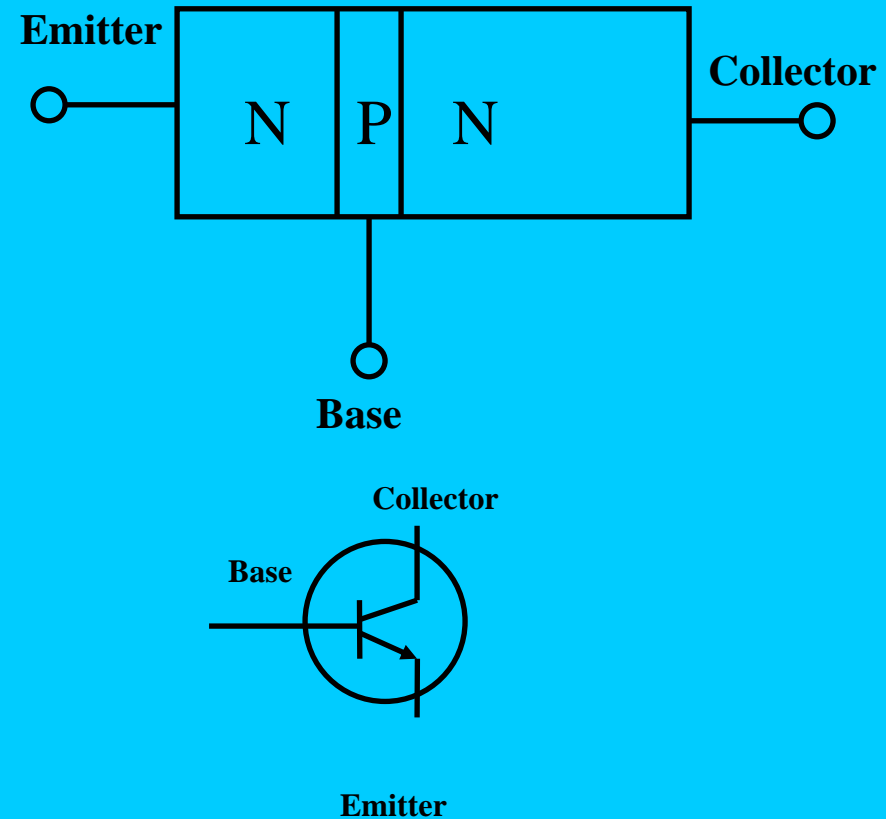 Emitter
Collector
N P N
Base
Collector
Base
Emitter